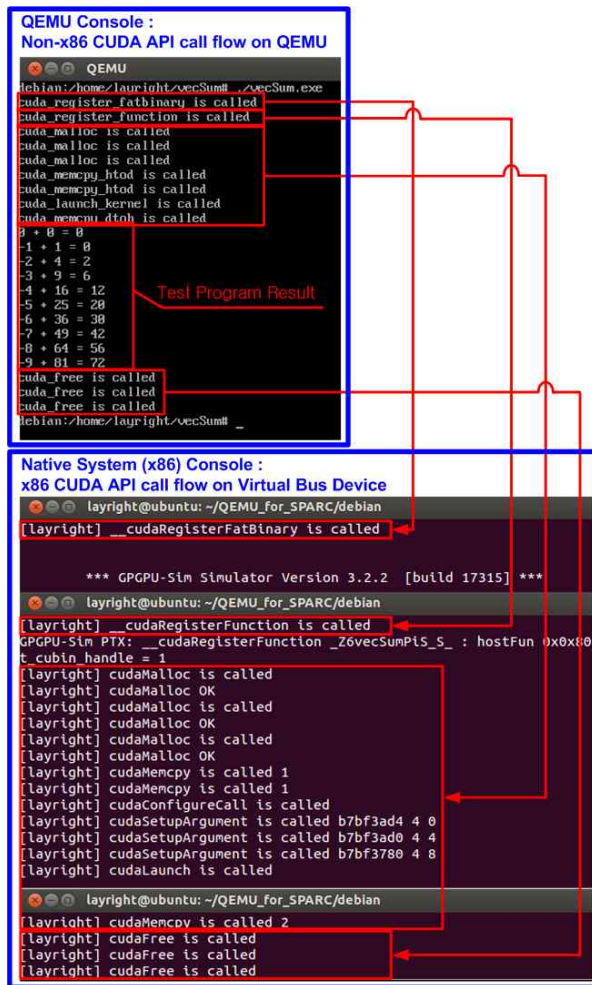 QEMU Console :
Non-x86 CUDA API call flow on QEMU
QEMU
debian:/home/layright/vecSum# ./vecSum.exe
cuda_register_fatbinary is called
cuda_register_function is called
cuda_malloc is called
cuda_malloc is called
cuda_malloc is called
cuda_memcpy_htod is called
cuda_memcpy_htod is called
cuda_launch_kernel is called
cuda_memcpy_dtoh is called
0 + 0 = 0
-1 + 1 = 0
-2 + 4 = 2
-3 + 9 = 6
-4 + 16 = 12
-5 + 25 = 20
-6 + 36 = 30
-7 + 49 = 42
-8 + 64 = 56
-9 + 81 = 72
Test Program Result
cuda_free is called
cuda_free is called
cuda_free is called
debian:/home/layright/vecSum# _
Native System (x86) Console :
x86 CUDA API call flow on Virtual Bus Device
layright@ubuntu: ~/QEMU_for_SPARC/debian
[layright] __cudaRegisterFatBinary is called
*** GPGPU-Sim Simulator Version 3.2.2 [build 17315] ***
layright@ubuntu: ~/QEMU_for_SPARC/debian
[layright] __cudaRegisterFunction is called
GPGPU-Sim PTX: __cudaRegisterFunction _Z6vecSumPiS_S_ : hostFun 0x0x80
t_cubin_handle = 1
[layright] cudaMalloc is called
[layright] cudaMalloc OK
[layright] cudaMalloc is called
[layright] cudaMalloc OK
[layright] cudaMalloc is called
[layright] cudaMalloc OK
[layright] cudaMemcpy is called 1
[layright] cudaMemcpy is called 1
[layright] cudaConfigureCall is called
[layright] cudaSetupArgument is called b7bf3ad4 4 0
[layright] cudaSetupArgument is called b7bf3ad0 4 4
[layright] cudaSetupArgument is called b7bf3780 4 8
[layright] cudaLaunch is called
layright@ubuntu: ~/QEMU_for_SPARC/debian
[layright] cudaMemcpy is called 2
[layright] cudaFree is called
[layright] cudaFree is called
[layright] cudaFree is called